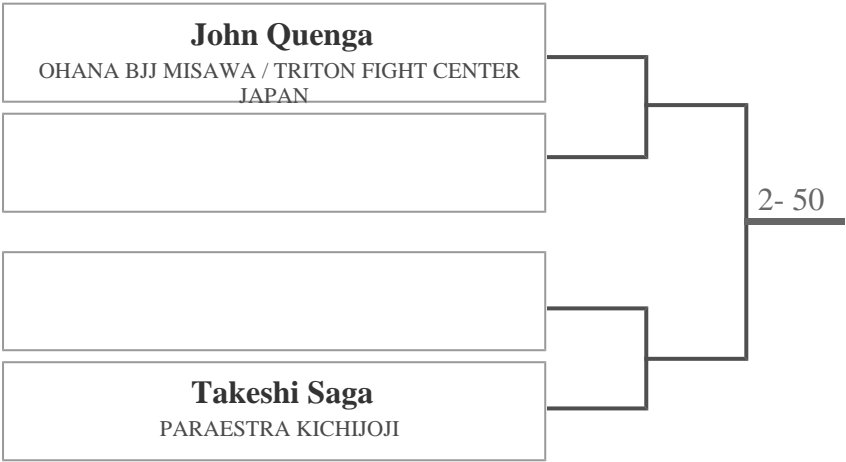 John Quenga
OHANA BJJ MISAWA / TRITON FIGHT CENTER
JAPAN
2- 50
Takeshi Saga
PARAESTRA KICHIJOJI